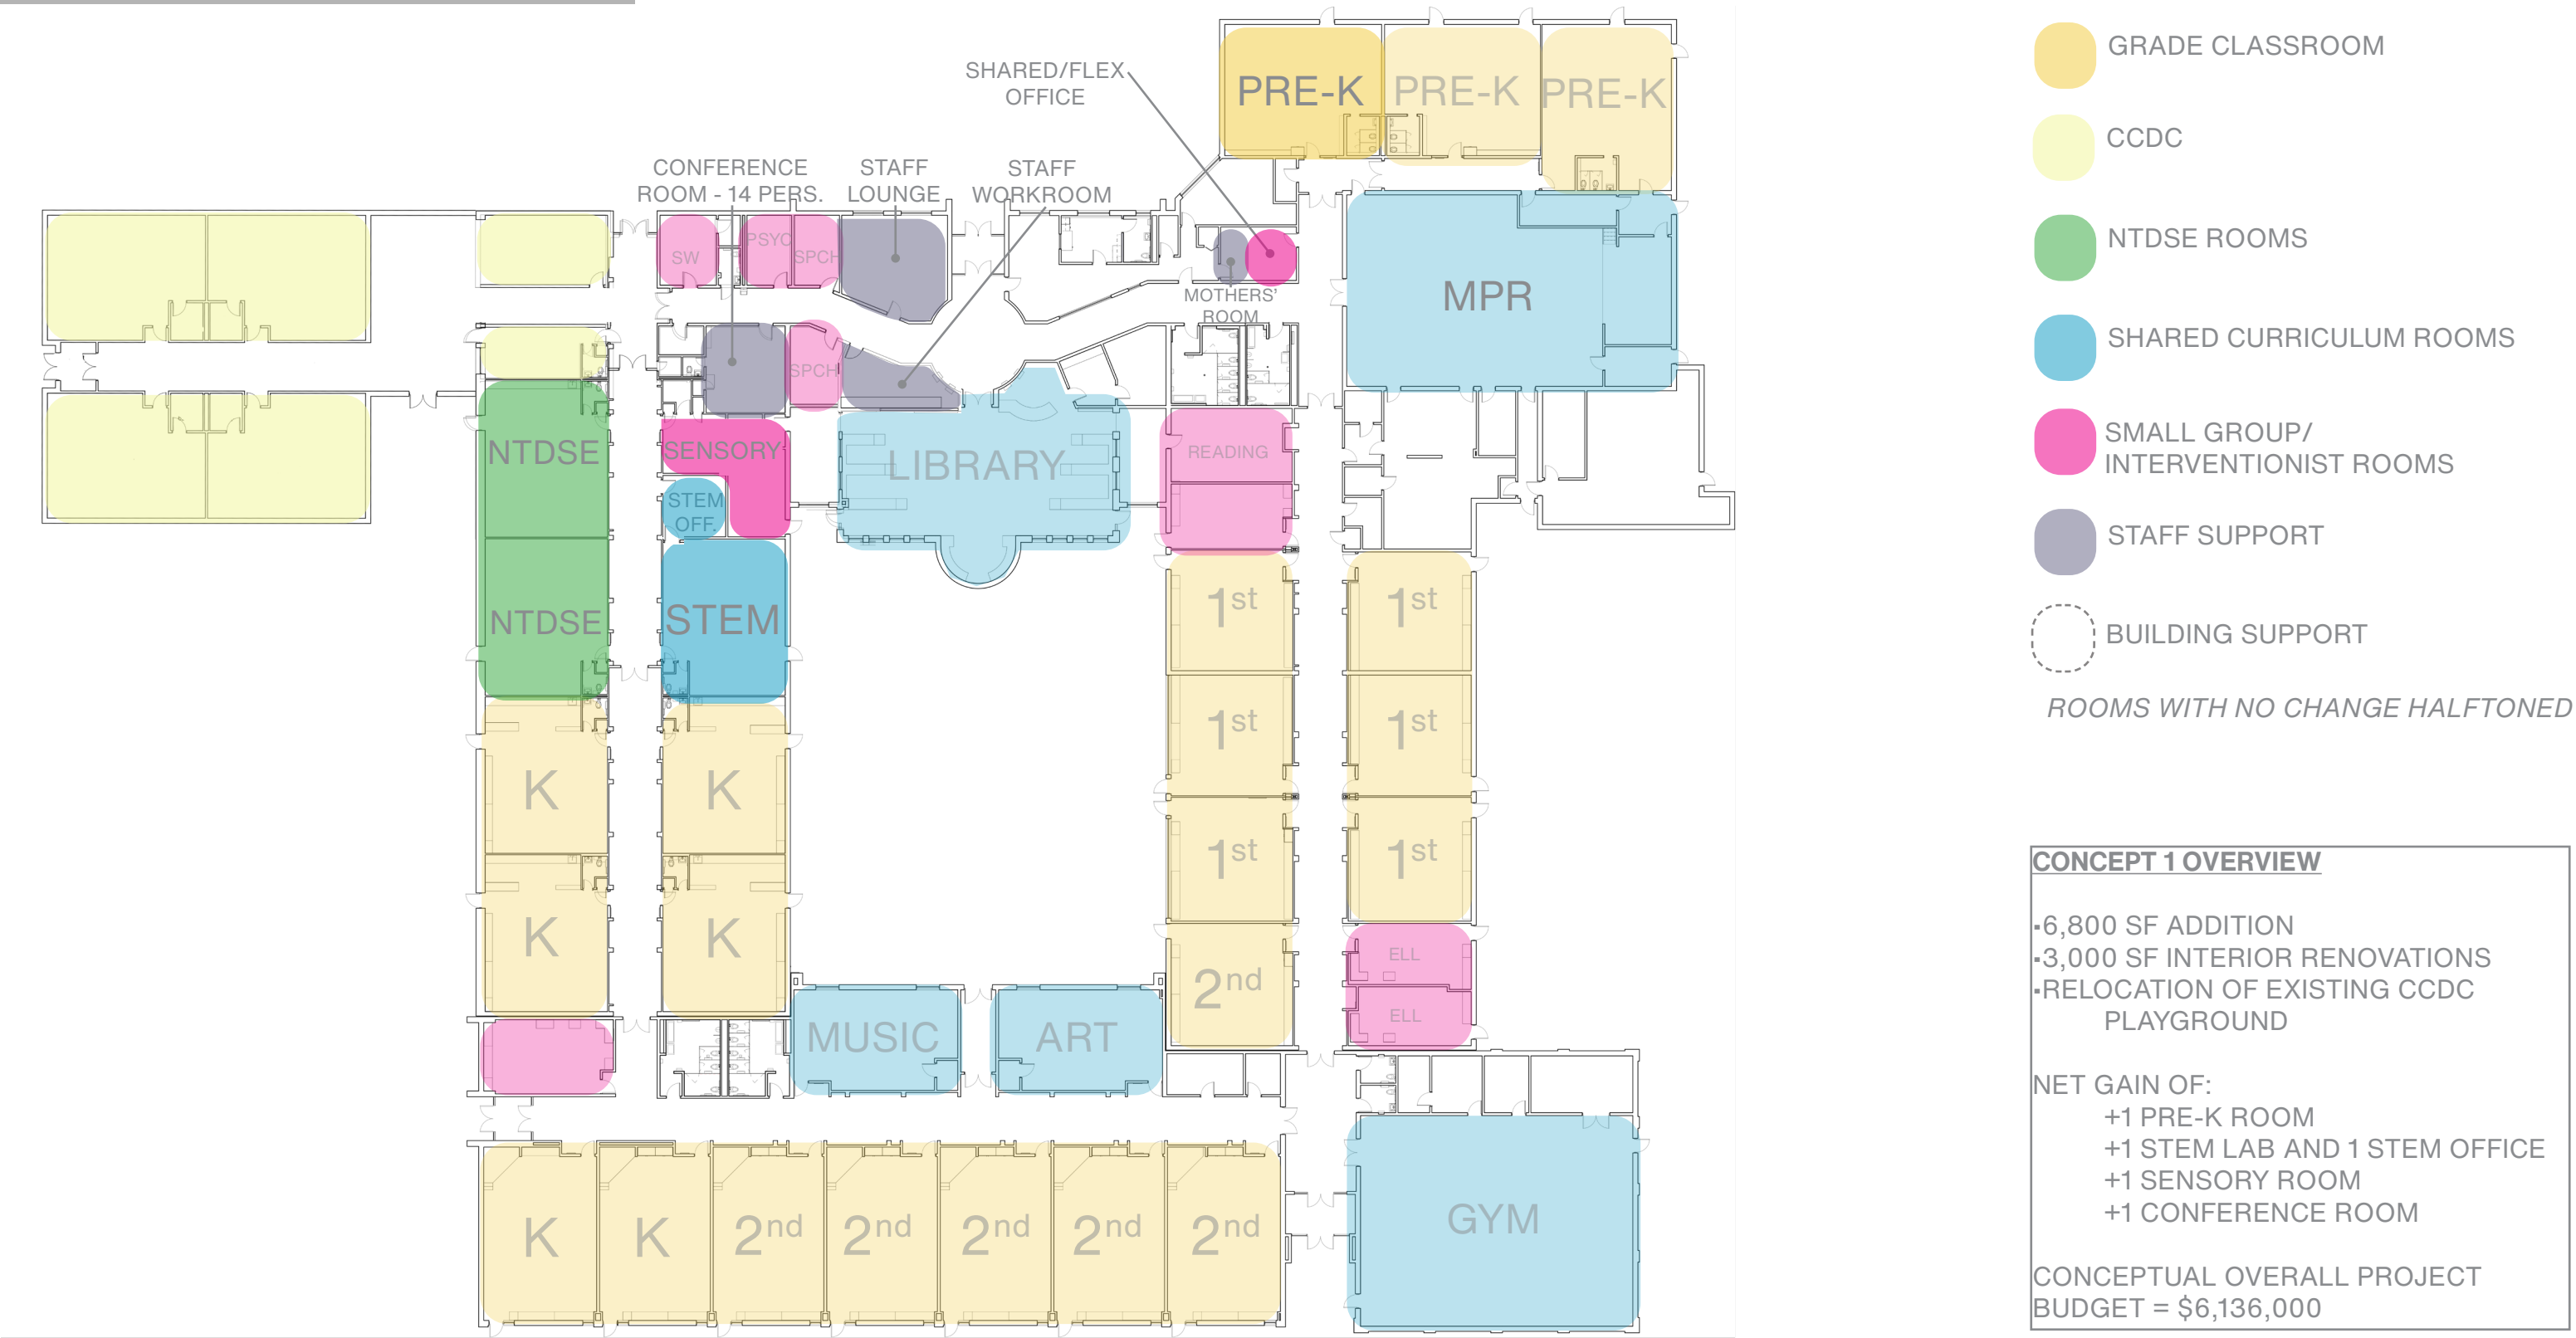 SHARED/FLEX
OFFICE
PRE-K
PRE-K
PRE-K
CONFERENCE
ROOM - 14 PERS.
STAFF
LOUNGE
STAFF
WORKROOM
SW
PSYC
SPCH
MOTHERS'
ROOM
MPR
SPCH
NTDSE
SENSORY
STEM
OFF.
LIBRARY
READING
NTDSE
STEM
1st
1st
1st
1st
1st
1st
K
K
K
K
2nd
ELL
ELL
MUSIC
ART
K
K
2nd
2nd
2nd
2nd
2nd
GYM
GRADE CLASSROOM
CCDC
NTDSE ROOMS
SHARED CURRICULUM ROOMS
SMALL GROUP/
INTERVENTIONIST ROOMS
STAFF SUPPORT
BUILDING SUPPORT
ROOMS WITH NO CHANGE HALFTONED
CONCEPT 1 OVERVIEW
▪6,800 SF ADDITION
▪3,000 SF INTERIOR RENOVATIONS
▪RELOCATION OF EXISTING CCDC
PLAYGROUND
NET GAIN OF:
+1 PRE-K ROOM
+1 STEM LAB AND 1 STEM OFFICE
+1 SENSORY ROOM
+1 CONFERENCE ROOM
CONCEPTUAL OVERALL PROJECT
BUDGET = $6,136,000